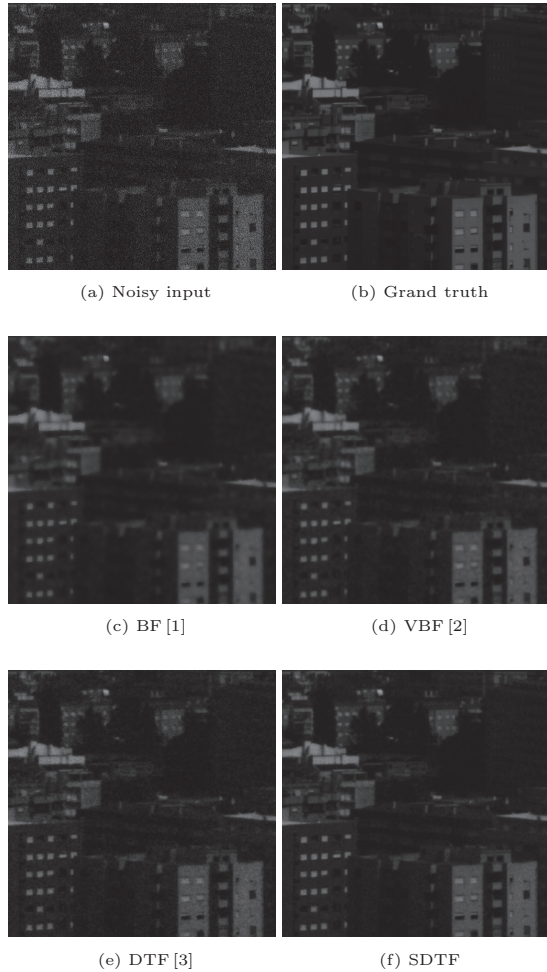 (a) Noisy input
(b) Grand truth
(c) BF [1]
(d) VBF [2]
(e) DTF [3]
(f) SDTF